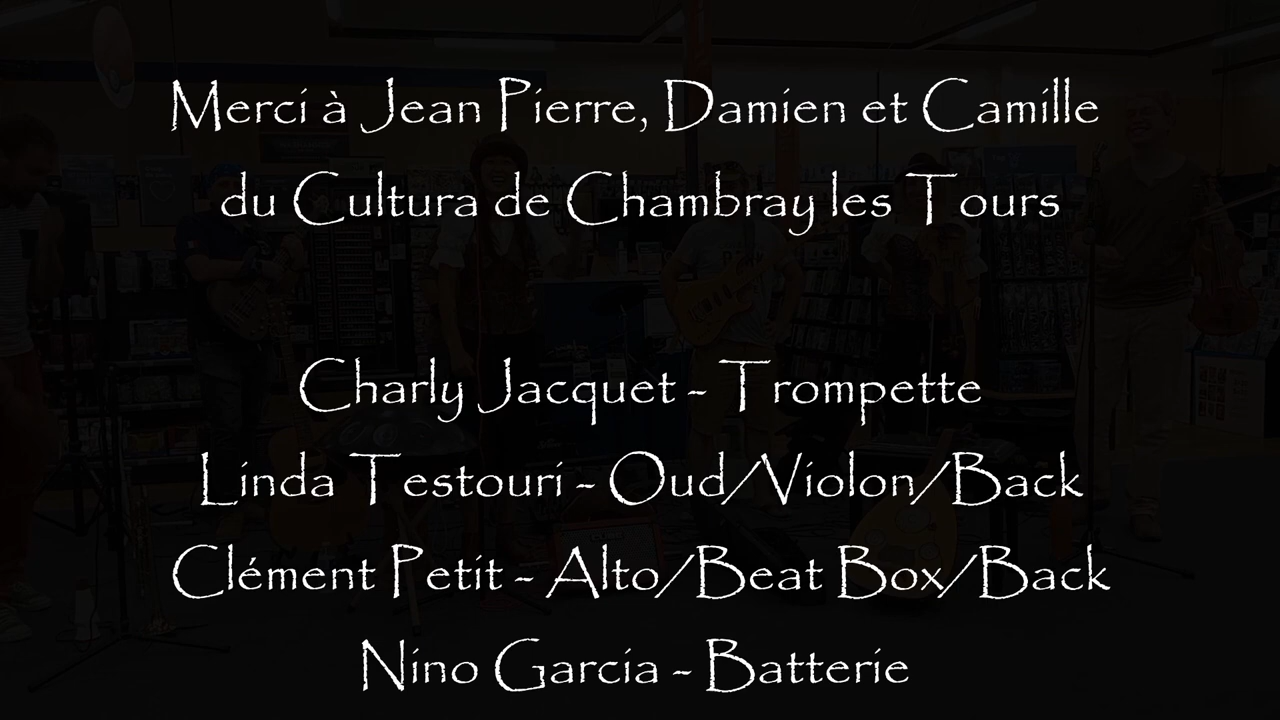 Merci à Jean Pierre, Damien et Camille
du Cultura de Chambray les Tours
Charly Jacquet - Trompette
Linda Testouri - Oud/Violon/Back
Clément Petit - Alto/Beat Box/Back
Nino Garcia - Batterie